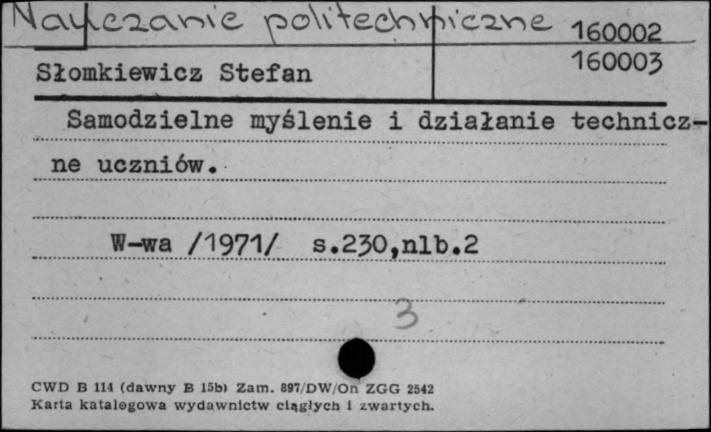 Nauczanie politechniczne
160002
160003
Słomkiewicz Stefan
Samodzielne myślenie i działanie technicz-
ne uczniów.
W-wa /1971/ s.230,nlb.2
3
CWD B 114 (dawny B 15b) Zam. 897/DW/On ZGG 2542
Karta katalogowa wydawnictw ciągłych i zwartych.